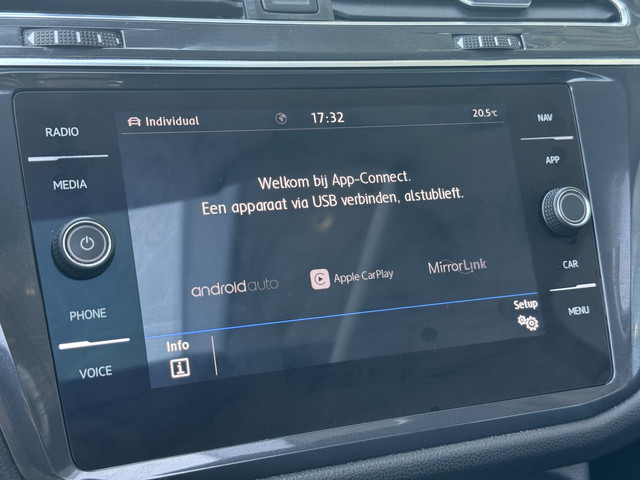 RADIO
MEDIA
PHONE
VOICE
Individual 17:32 20.5°C
Welkom bij App-Connect.
Een apparaat via USB verbinden, alstublieft.
androidauto Apple CarPlay MirrorLink
Setup
Info
i
NAV
APP
CAR
MENU